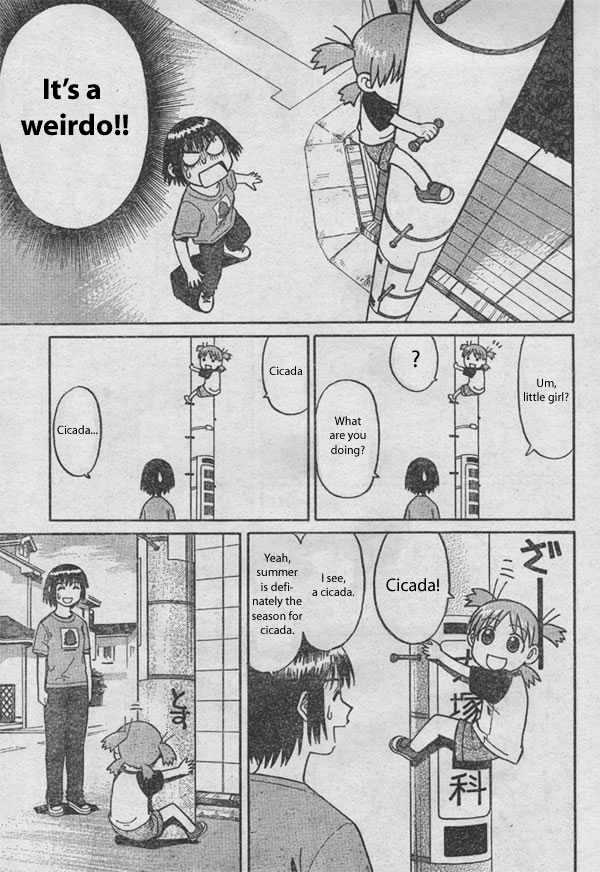 It's a
weirdo!!
Um,
little girl?
?
What
are you
doing?
Cicada
Cicada...
ざー
Cicada!
I see,
a cicada.
Yeah,
summer
is defi-
nately the
season for
cicada.
塚
科
とす